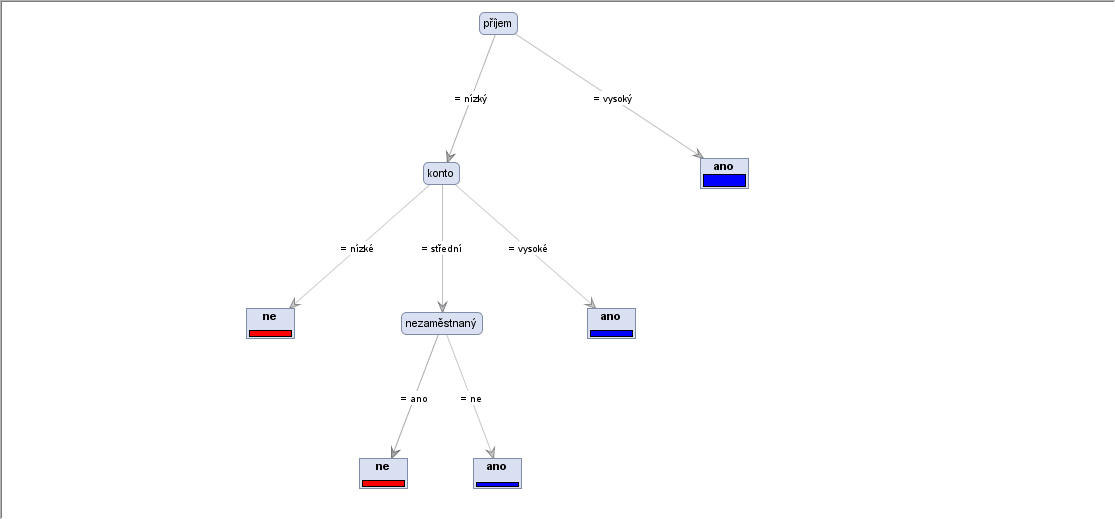 příjem
= nízký
= vysoký
konto
ano
= nízké
= střední
= vysoké
ne
nezaměstnaný
ano
= ano
= ne
ne
ano